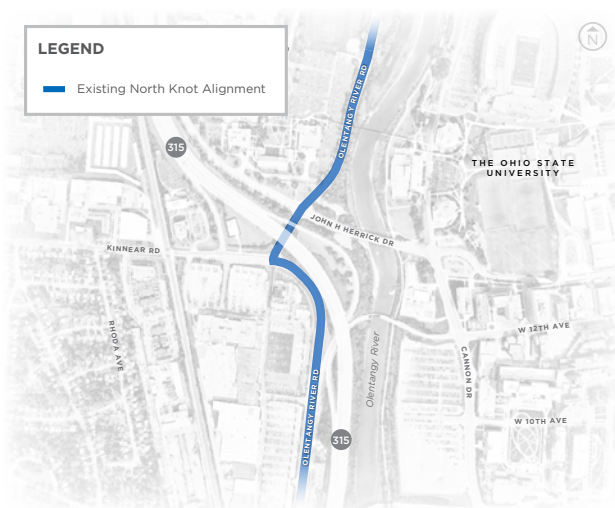 LEGEND
Existing North Knot Alignment
N
OLENTANGY RIVER RD
315
THE OHIO STATE
UNIVERSITY
JOHN H HERRICK DR
KINNEAR RD
RHODA AVE
W 12TH AVE
Olentangy River
CANNON DR
OLENTANGY RIVER RD
W 10TH AVE
315